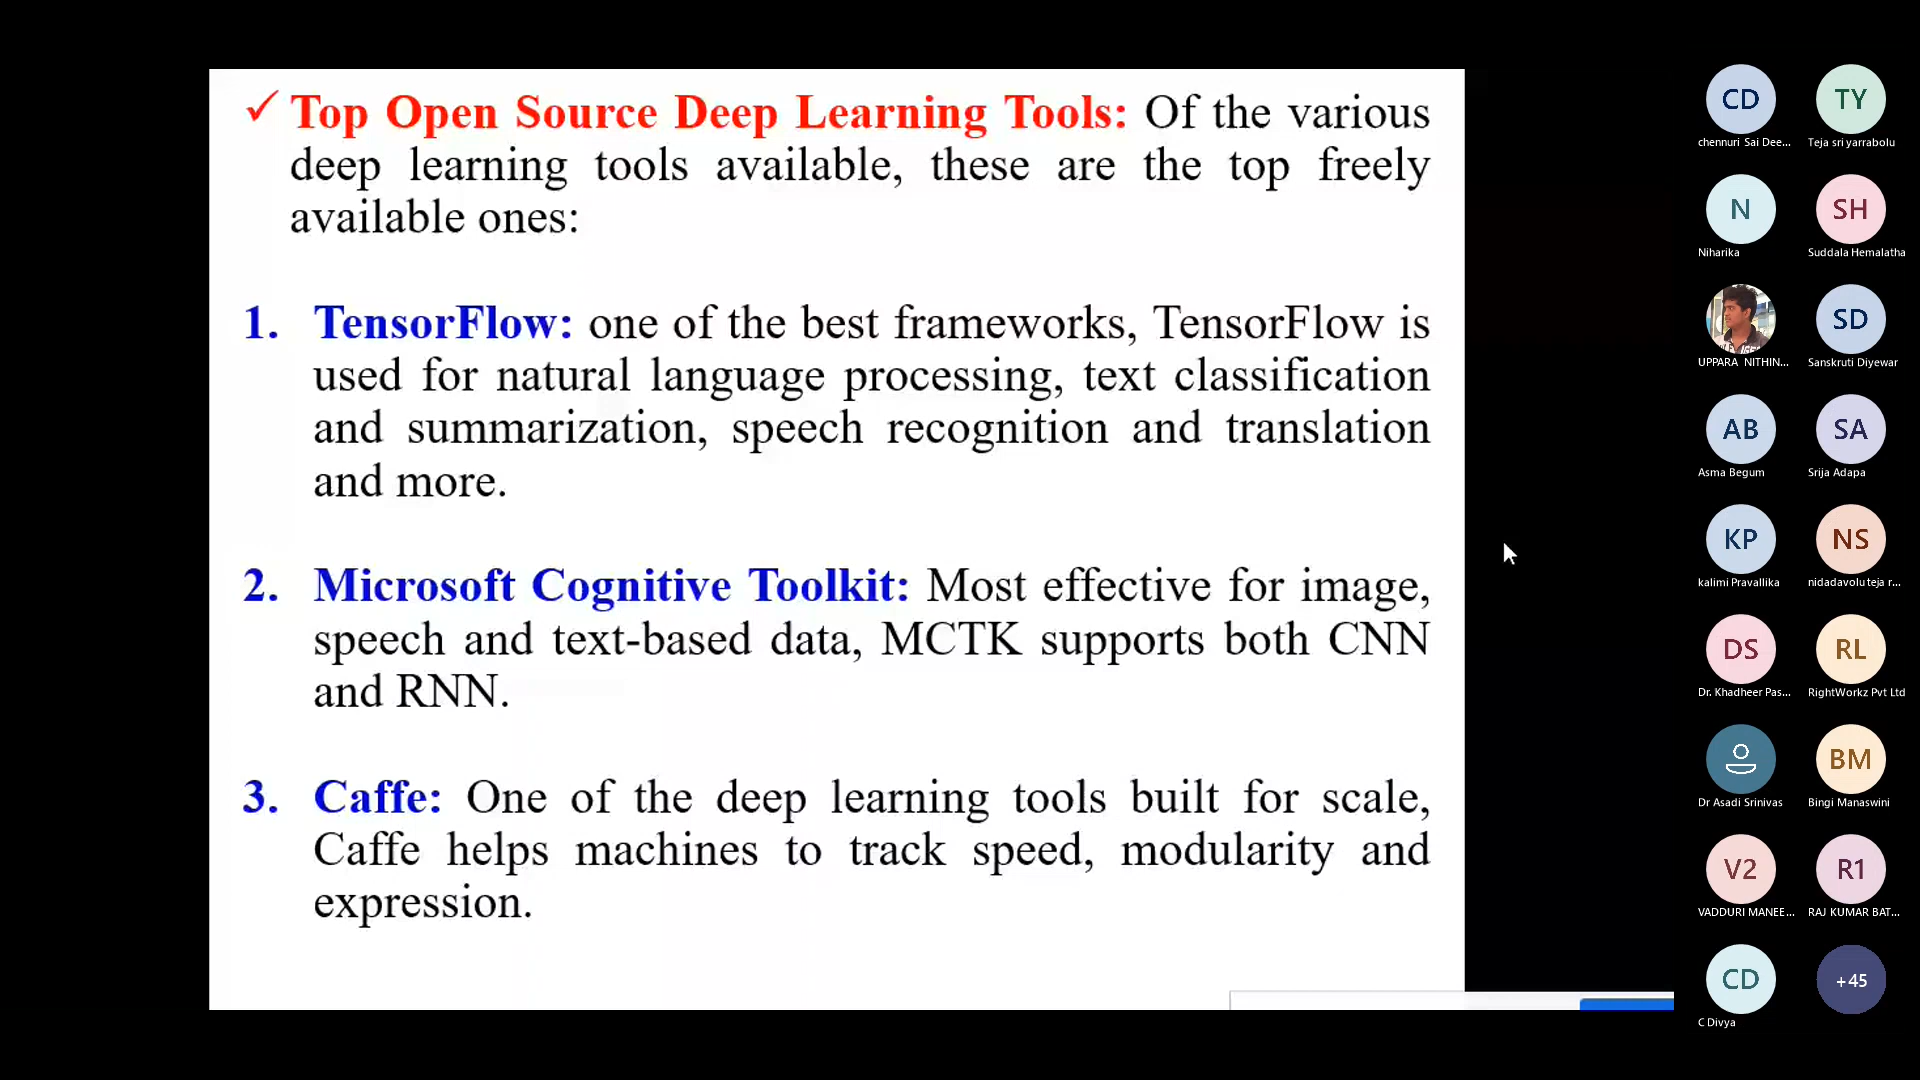 ✓ Top Open Source Deep Learning Tools: Of the various
deep learning tools available, these are the top freely
available ones:
1. TensorFlow: one of the best frameworks, TensorFlow is
used for natural language processing, text classification
and summarization, speech recognition and translation
and more.
2. Microsoft Cognitive Toolkit: Most effective for image,
speech and text-based data, MCTK supports both CNN
and RNN.
3. Caffe: One of the deep learning tools built for scale,
Caffe helps machines to track speed, modularity and
expression.
CD
chennuri Sai Dee...
TY
Teja sri yarrabolu
N
Niharika
SH
Suddala Hemalatha
UPPARA NITHIN...
SD
Sanskruti Diyewar
AB
Asma Begum
SA
Srija Adapa
KP
kalimi Pravallika
NS
nidadavolu teja r...
DS
Dr. Khadheer Pas...
RL
RightWorkz Pvt Ltd
Dr Asadi Srinivas
BM
Bingi Manaswini
V2
VADDURI MANEE...
R1
RAJ KUMAR BAT...
CD
C Divya
+45